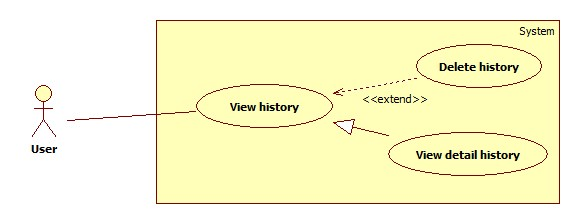 System
Delete history
<<extend>>
View history
User
View detail history